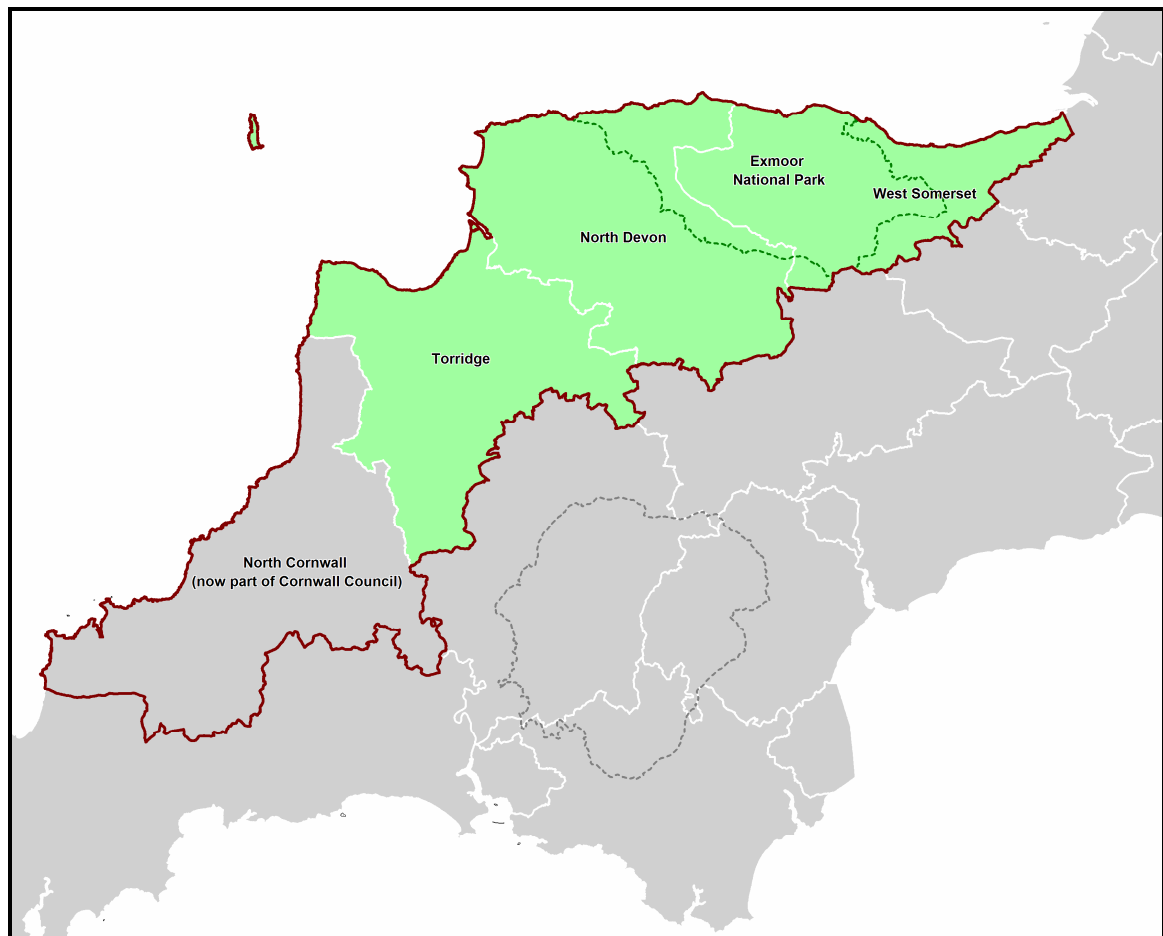 Exmoor
National Park
West Somerset
North Devon
Torridge
North Cornwall
(now part of Cornwall Council)